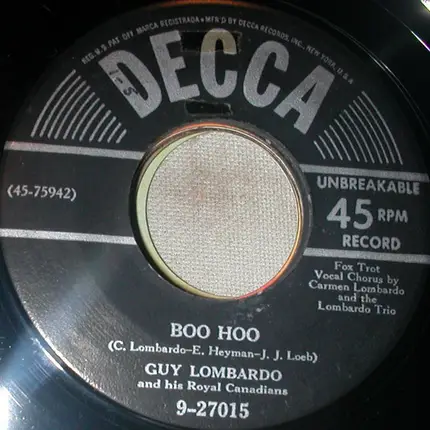 REG. U.S. PAT. OFF. MARCA REGISTRADA • MF'D BY DECCA RECORDS, INC., NEW YORK, U.S.A.
DECCA
(45-75942)
UNBREAKABLE
45 RPM
RECORD
Fox Trot
Vocal Chorus by
Carmen Lombardo
and the
Lombardo Trio
BOO HOO
(C. Lombardo-E. Heyman-J. J. Loeb)
GUY LOMBARDO
and his Royal Canadians
9-27015